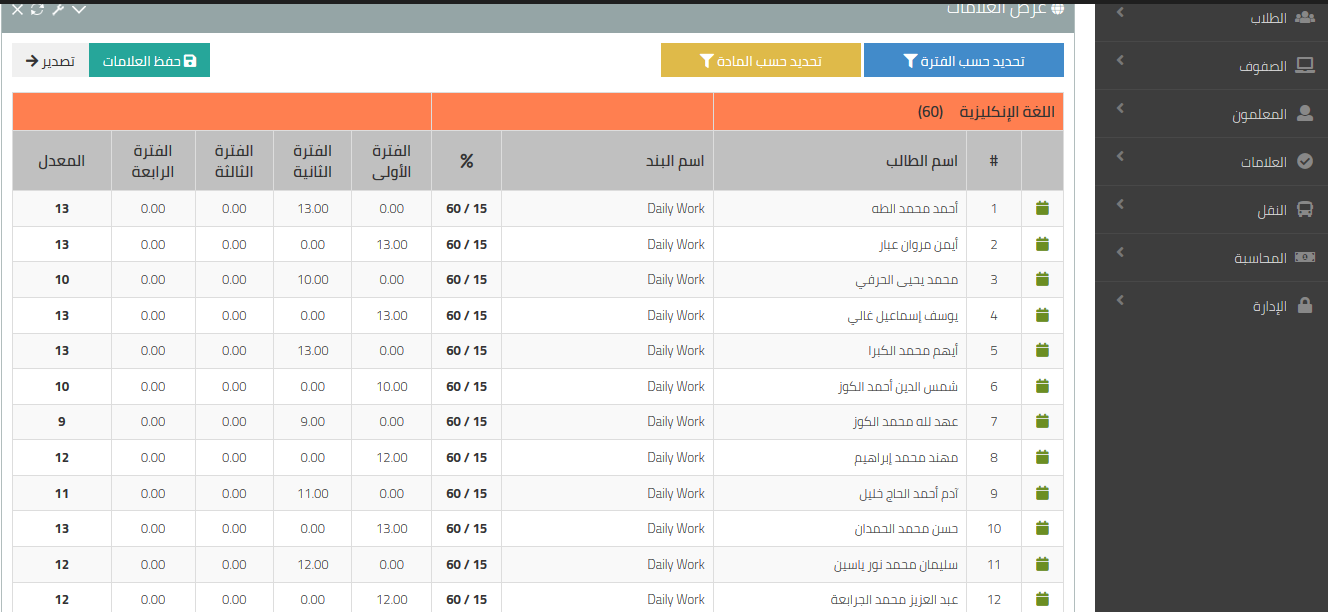 عرض العلامات
الطلاب
الصفوف
المعلمون
العلامات
النقل
المحاسبة
الإدارة
تحديد حسب الفترة
تحديد حسب المادة
حفظ العلامات
تصدير
اللغة الإنكليزية (60)
# اسم الطالب اسم البند % الفترة الأولى الفترة الثانية الفترة الثالثة الفترة الرابعة المعدل
1 أحمد محمد الطه Daily Work 60 / 15 0.00 13.00 0.00 0.00 13
2 أيمن مروان عبار Daily Work 60 / 15 13.00 0.00 0.00 0.00 13
3 محمد يحيى الحرفي Daily Work 60 / 15 0.00 10.00 0.00 0.00 10
4 يوسف إسماعيل غالي Daily Work 60 / 15 13.00 0.00 0.00 0.00 13
5 أيهم محمد الكبرا Daily Work 60 / 15 0.00 13.00 0.00 0.00 13
6 شمس الدين أحمد الكوز Daily Work 60 / 15 10.00 0.00 0.00 0.00 10
7 عهد لله محمد الكوز Daily Work 60 / 15 0.00 9.00 0.00 0.00 9
8 مهند محمد إبراهيم Daily Work 60 / 15 12.00 0.00 0.00 0.00 12
9 آدم أحمد الحاج خليل Daily Work 60 / 15 0.00 11.00 0.00 0.00 11
10 حسن محمد الحمدان Daily Work 60 / 15 13.00 0.00 0.00 0.00 13
11 سليمان محمد نور ياسين Daily Work 60 / 15 0.00 12.00 0.00 0.00 12
12 عبد العزيز محمد الجرابعة Daily Work 60 / 15 12.00 0.00 0.00 0.00 12